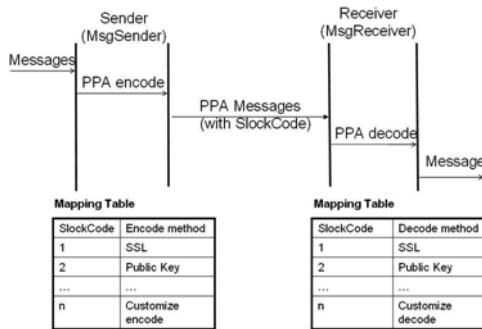 Sender
(MsgSender)
Receiver
(MsgReceiver)
Messages
PPA encode
PPA Messages
(with SlockCode)
PPA decode
Message
Mapping Table
SlockCode Encode method
1 SSL
2 Public Key
... ...
n Customize
encode
Mapping Table
SlockCode Decode method
1 SSL
2 Public Key
... ...
n Customize
decode